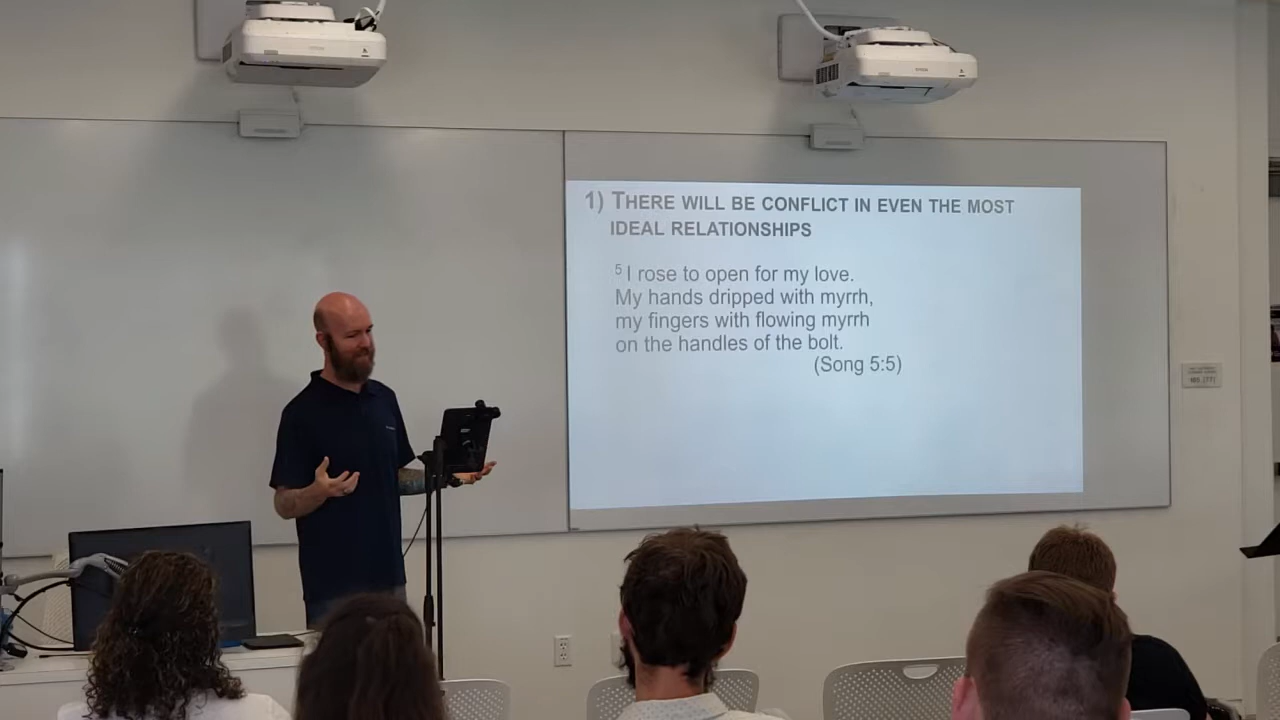 1) THERE WILL BE CONFLICT IN EVEN THE MOST
IDEAL RELATIONSHIPS
5 I rose to open for my love.
My hands dripped with myrrh,
my fingers with flowing myrrh
on the handles of the bolt.
(Song 5:5)